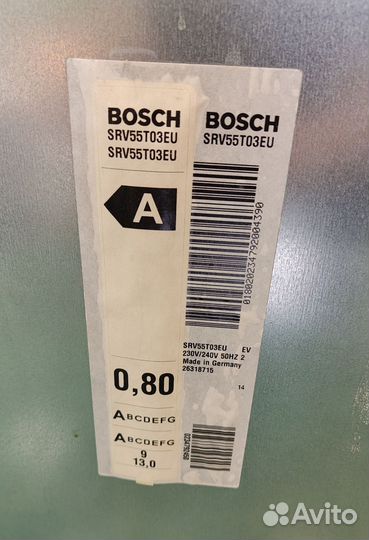 BOSCH
SRV55T03EU
SRV55T03EU
A
0,80
ABCDEFG
ABCDEFG
9
13,0
BOSCH
SRV55T03EU
018020234792004390
SRV55T03EU EV
230V/240V 50HZ 2
Made in Germany
26318715
14
Avito